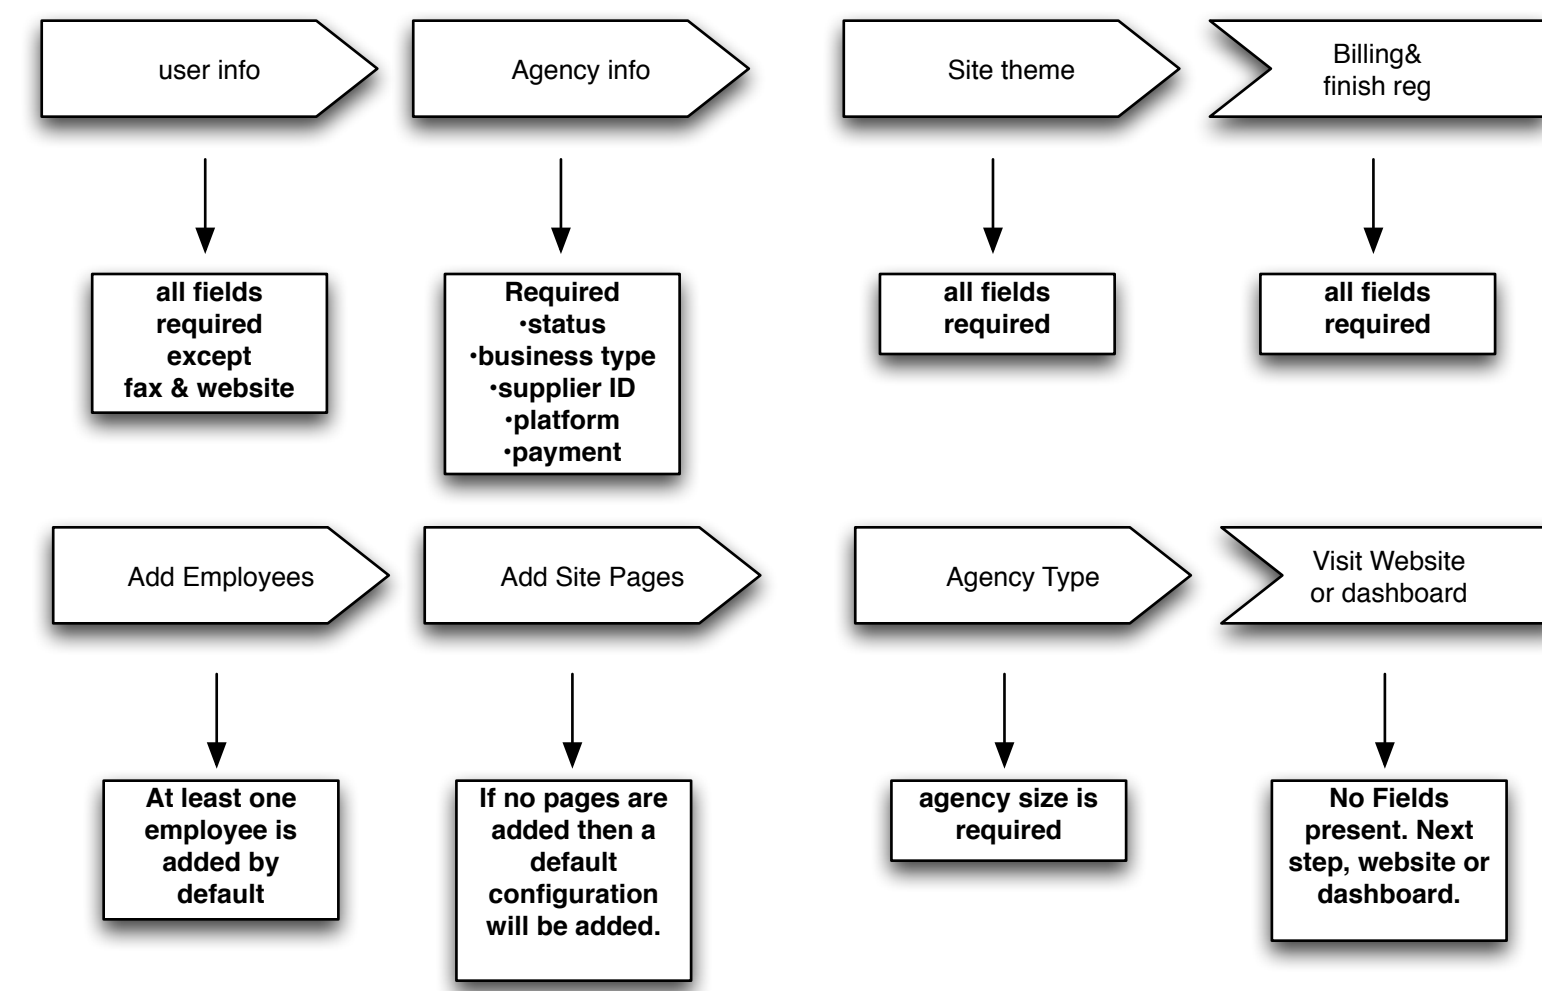 user info
Agency info
Site theme
Billing&
finish reg
all fields
required
except
fax & website
Required
•status
•business type
•supplier ID
•platform
•payment
all fields
required
all fields
required
Add Employees
Add Site Pages
Agency Type
Visit Website
or dashboard
At least one
employee is
added by
default
If no pages are
added then a
default
configuration
will be added.
agency size is
required
No Fields
present. Next
step, website or
dashboard.